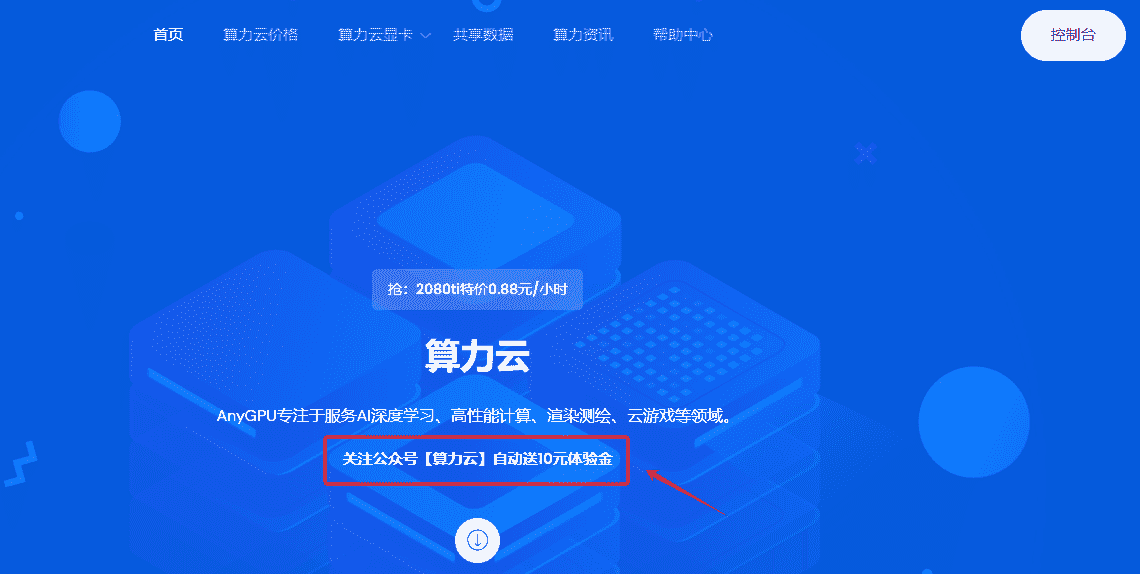 首页 算力云价格 算力云显卡 共享数据 算力资讯 帮助中心 控制台
抢：2080ti特价0.88元/小时
算力云
AnyGPU专注于服务AI深度学习、高性能计算、渲染测绘、云游戏等领域。
关注公众号【算力云】自动送10元体验金